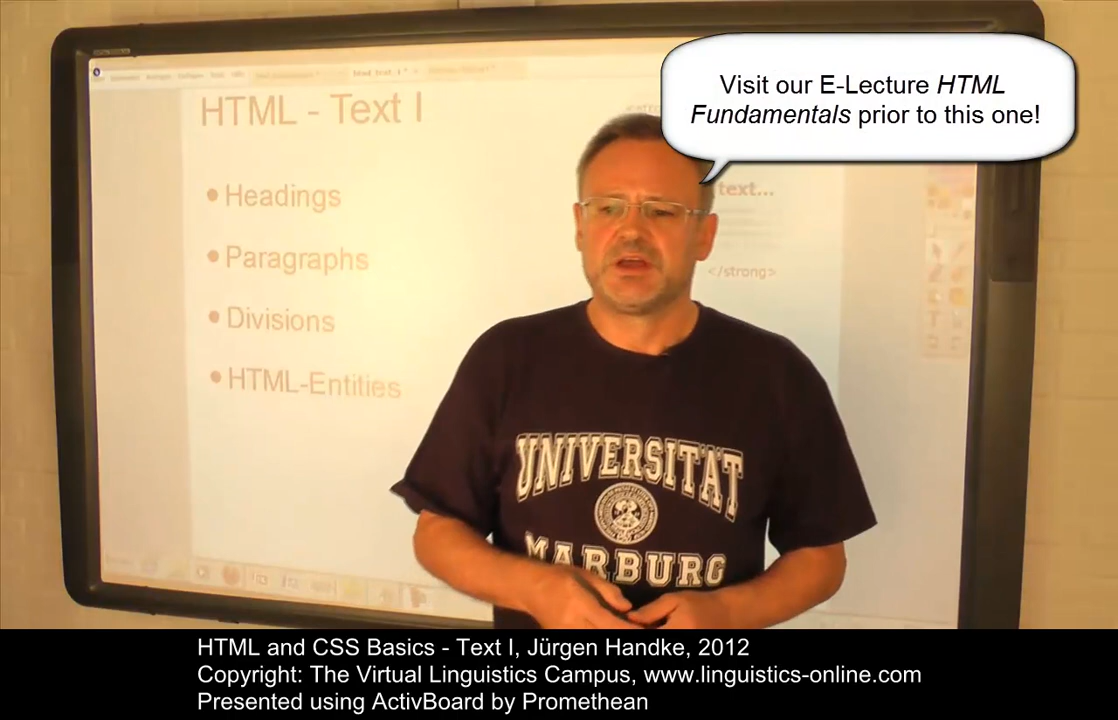 Visit our E-Lecture HTML
Fundamentals prior to this one!
HTML - Text I
• Headings
• Paragraphs
• Divisions
• HTML-Entities
text...
</strong>
UNIVERSITÄT
MARBURG
HTML and CSS Basics - Text I, Jürgen Handke, 2012
Copyright: The Virtual Linguistics Campus, www.linguistics-online.com
Presented using ActivBoard by Promethean